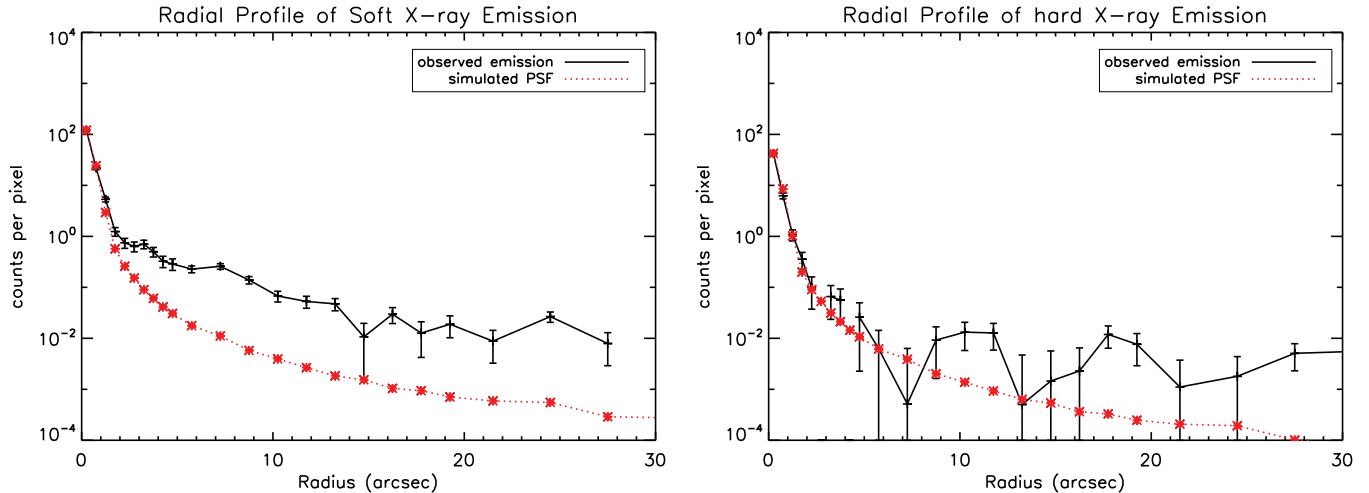 Radial Profile of Soft X-ray Emission
observed emission
simulated PSF
counts per pixel
10^4
10^2
10^0
10^-2
10^-4
0
10
20
30
Radius (arcsec)
Radial Profile of hard X-ray Emission
observed emission
simulated PSF
counts per pixel
10^4
10^2
10^0
10^-2
10^-4
0
10
20
30
Radius (arcsec)